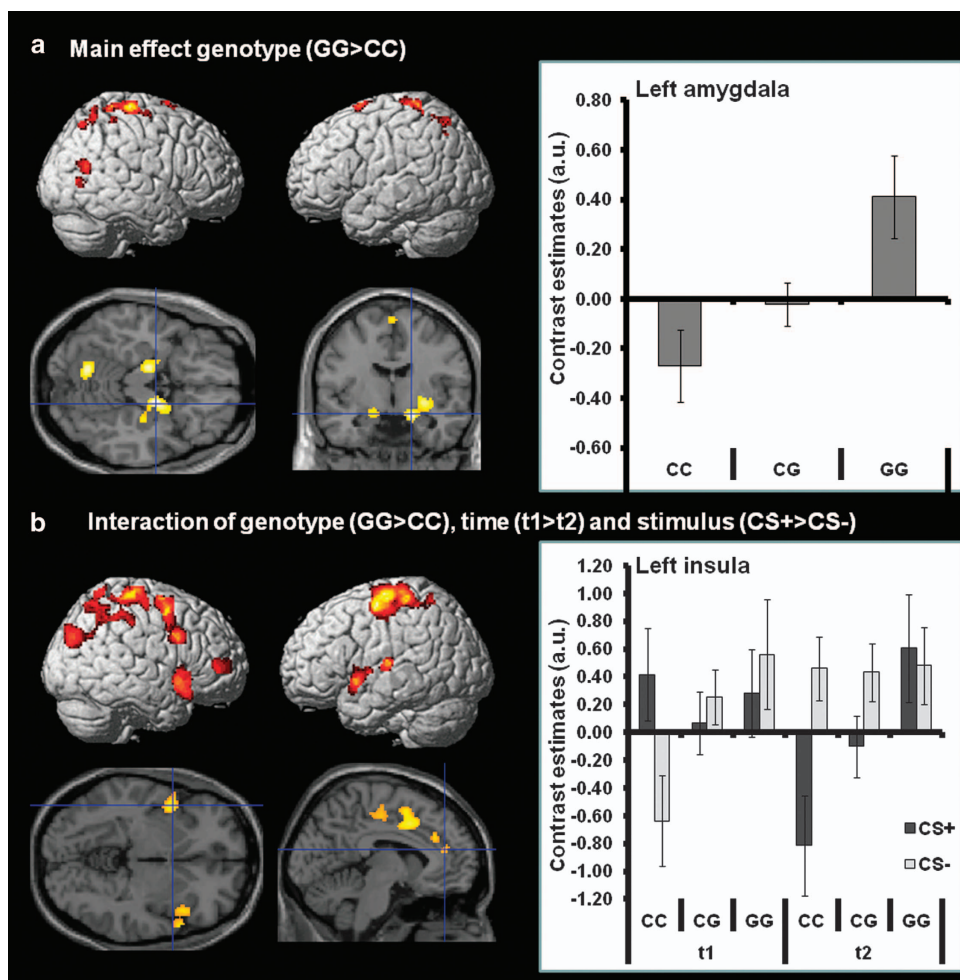 a Main effect genotype (GG>CC)
Left amygdala
Contrast estimates (a.u.)
0.80
0.60
0.40
0.20
0.00
-0.20
-0.40
-0.60
CC CG GG
b Interaction of genotype (GG>CC), time (t1>t2) and stimulus (CS+>CS-)
Left insula
Contrast estimates (a.u.)
1.20
1.00
0.80
0.60
0.40
0.20
0.00
-0.20
-0.40
-0.60
-0.80
-1.00
-1.20
CS+
CS-
CC CG GG CC CG GG
t1 t2